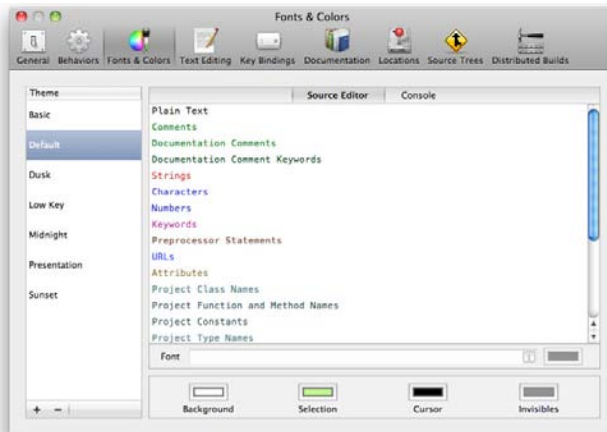 Fonts & Colors
General Behaviors Fonts & Colors Text Editing Key Bindings Documentation Locations Source Trees Distributed Builds
Theme
Basic
Default
Dusk
Low Key
Midnight
Presentation
Sunset
Source Editor Console
Plain Text
Comments
Documentation Comments
Documentation Comment Keywords
Strings
Characters
Numbers
Keywords
Preprocessor Statements
URLs
Attributes
Project Class Names
Project Function and Method Names
Project Constants
Project Type Names
Font
Background Selection Cursor Invisibles